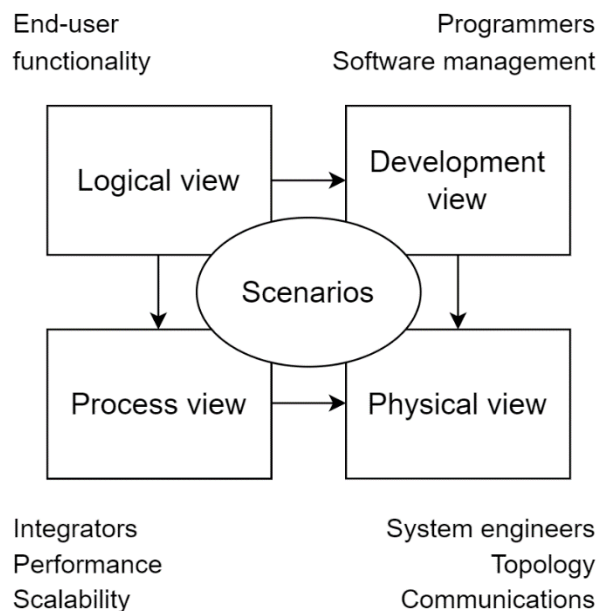 End-user
functionality
Programmers
Software management
Logical view
Development
view
Scenarios
Process view
Physical view
Integrators
Performance
Scalability
System engineers
Topology
Communications